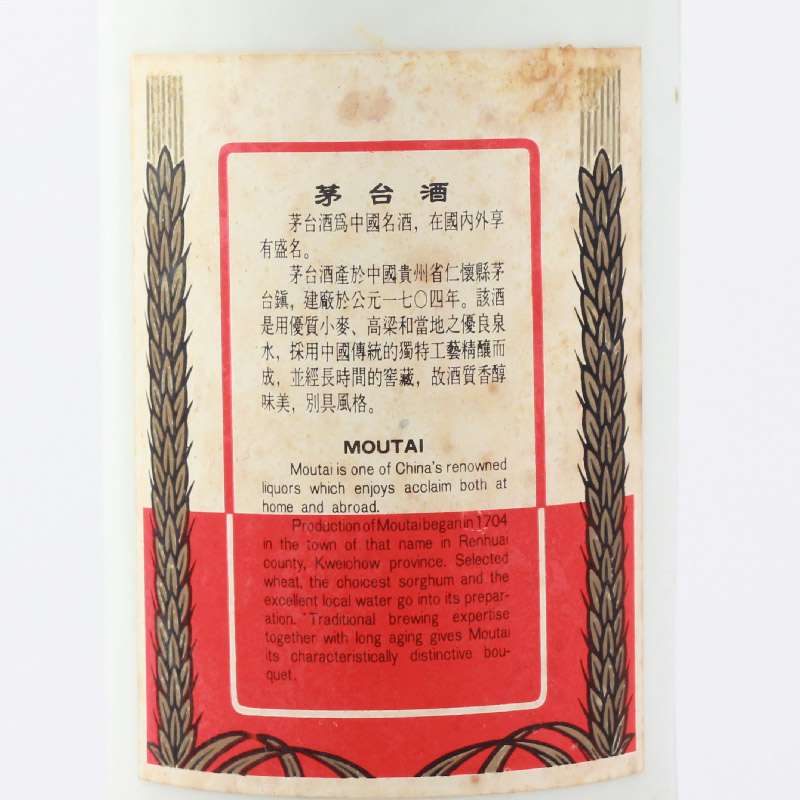 茅台酒
茅台酒爲中國名酒，在國內外享
有盛名。
茅台酒產於中國貴州省仁懷縣茅
台鎭，建廠於公元一七〇四年。該酒
是用優質小麥、高梁和當地之優良泉
水，採用中國傳統的獨特工藝精釀而
成，並經長時間的窖藏，故酒質香醇
味美，別具風格。
MOUTAI
Moutai is one of China's renowned
liquors which enjoys acclaim both at
home and abroad.
Production of Moutai began in 1704
in the town of that name in Renhuai
county, Kweichow province. Selected
wheat, the choicest sorghum and the
excellent local water go into its prepar-
ation. Traditional brewing expertise
together with long aging gives Moutai
its characteristically distinctive bou-
quet.